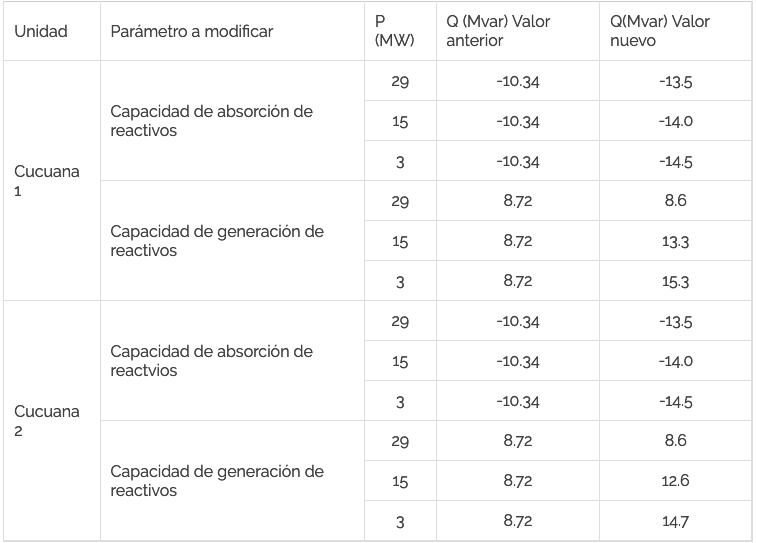 Unidad
Parámetro a modificar
P
(MW)
Q (Mvar) Valor
anterior
Q(Mvar) Valor
nuevo
Cucuana
1
Capacidad de absorción de
reactivos
29
-10.34
-13.5
15
-10.34
-14.0
3
-10.34
-14.5
Capacidad de generación de
reactivos
29
8.72
8.6
15
8.72
13.3
3
8.72
15.3
Cucuana
2
Capacidad de absorción de
reactvios
29
-10.34
-13.5
15
-10.34
-14.0
3
-10.34
-14.5
Capacidad de generación de
reactivos
29
8.72
8.6
15
8.72
12.6
3
8.72
14.7